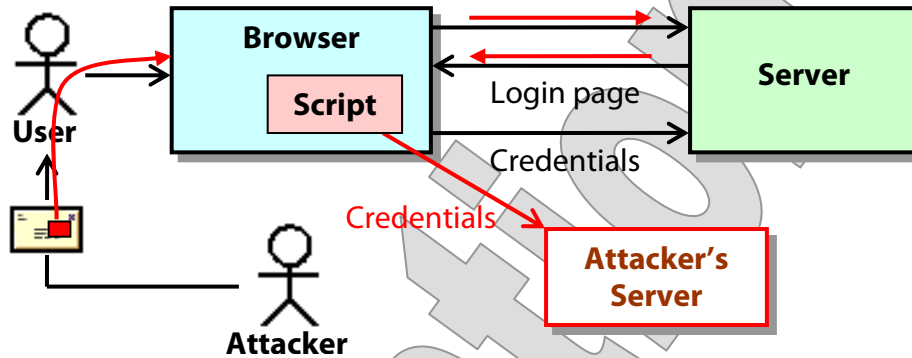 Browser
Server
Script
Login page
User
Credentials
Credentials
Attacker's
Server
Attacker